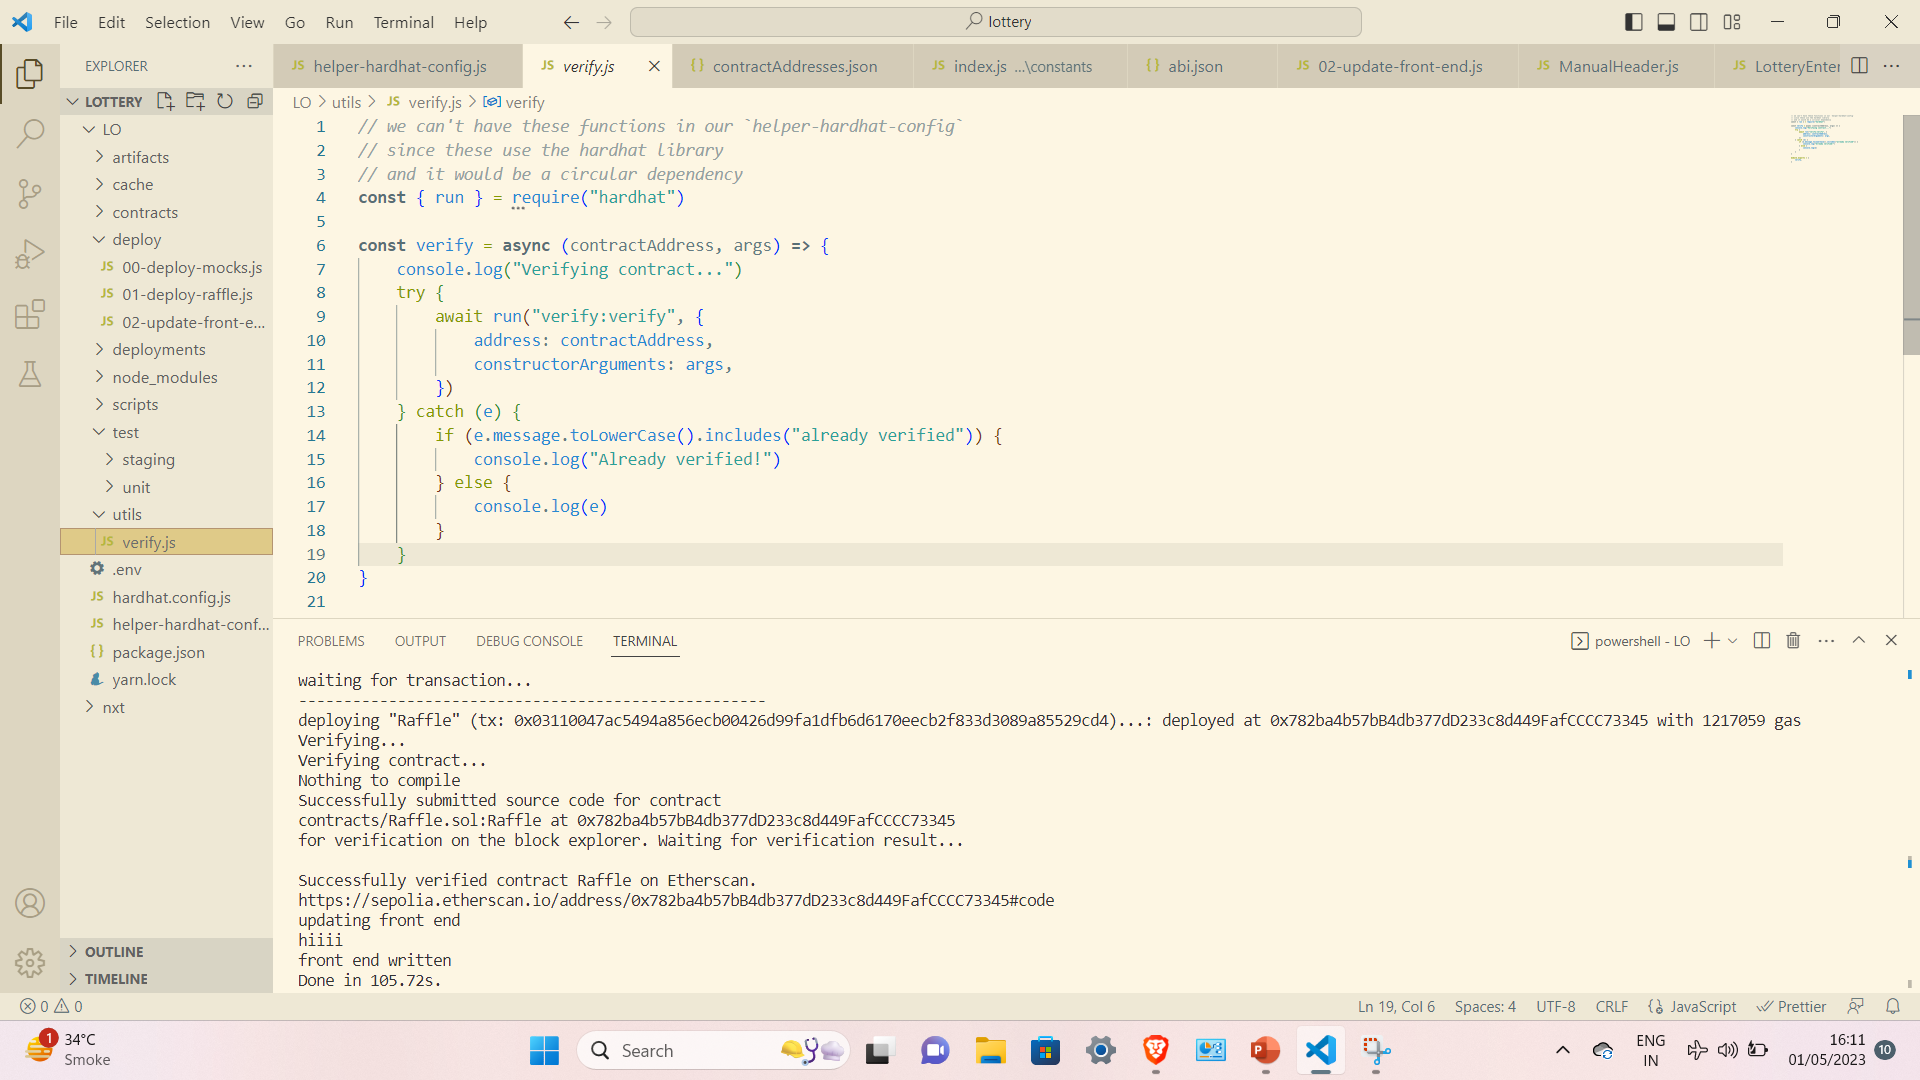 File Edit Selection View Go Run Terminal Help
lottery
EXPLORER
helper-hardhat-config.js
verify.js
contractAddresses.json
index.js ...\constants
abi.json
02-update-front-end.js
ManualHeader.js
LotteryEnter
LOTTERY
LO
artifacts
cache
contracts
deploy
JS 00-deploy-mocks.js
JS 01-deploy-raffle.js
JS 02-update-front-e...
deployments
node_modules
scripts
test
staging
unit
utils
JS verify.js
.env
JS hardhat.config.js
JS helper-hardhat-conf...
{} package.json
yarn.lock
nxt
OUTLINE
TIMELINE
LO > utils > JS verify.js > verify
1 // we can't have these functions in our `helper-hardhat-config`
2 // since these use the hardhat library
3 // and it would be a circular dependency
4 const { run } = require("hardhat")
5
6 const verify = async (contractAddress, args) => {
7 console.log("Verifying contract...")
8 try {
9 await run("verify:verify", {
10 address: contractAddress,
11 constructorArguments: args,
12 })
13 } catch (e) {
14 if (e.message.toLowerCase().includes("already verified")) {
15 console.log("Already verified!")
16 } else {
17 console.log(e)
18 }
19 }
20 }
21
PROBLEMS OUTPUT DEBUG CONSOLE TERMINAL
powershell - LO
waiting for transaction...
----------------------------------------------------
deploying "Raffle" (tx: 0x03110047ac5494a856ecb00426d99fa1dfb6d6170eecb2f833d3089a85529cd4)...: deployed at 0x782ba4b57bB4db377dD233c8d449FafCCCC73345 with 1217059 gas
Verifying...
Verifying contract...
Nothing to compile
Successfully submitted source code for contract
contracts/Raffle.sol:Raffle at 0x782ba4b57bB4db377dD233c8d449FafCCCC73345
for verification on the block explorer. Waiting for verification result...
Successfully verified contract Raffle on Etherscan.
https://sepolia.etherscan.io/address/0x782ba4b57bB4db377dD233c8d449FafCCCC73345#code
updating front end
hiiii
front end written
Done in 105.72s.
0 0
Ln 19, Col 6 Spaces: 4 UTF-8 CRLF {} JavaScript Prettier
1
34°C
Smoke
Search
ENG
IN
16:11
01/05/2023
10